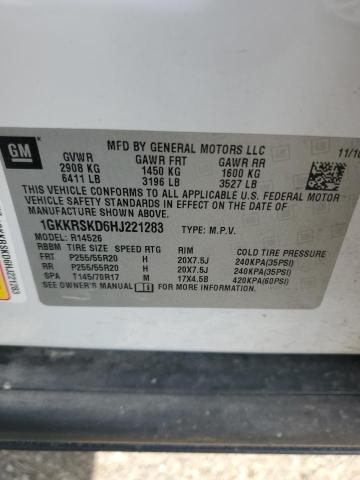 GM
MFD BY GENERAL MOTORS LLC 11/16
GVWR GAWR FRT GAWR RR
2908 KG 1450 KG 1600 KG
6411 LB 3196 LB 3527 LB
THIS VEHICLE CONFORMS TO ALL APPLICABLE U.S. FEDERAL MOTOR
VEHICLE SAFETY STANDARDS IN EFFECT ON THE DATE OF
MANUFACTURE SHOWN ABOVE.
1GKKRSKD6HJ221283 TYPE: M.P.V.
MODEL: R14526
RBBM TIRE SIZE SPEED RTG RIM COLD TIRE PRESSURE
FRT P255/55R20 H 20X7.5J 240KPA(35PSI)
RR P255/55R20 H 20X7.5J 240KPA(35PSI)
SPA T145/70R17 M 17X4.5B 420KPA(60PSI)
SEE OWNER'S MANUAL FOR MORE INFORMATION.
1GKKRSKD6HJ221283